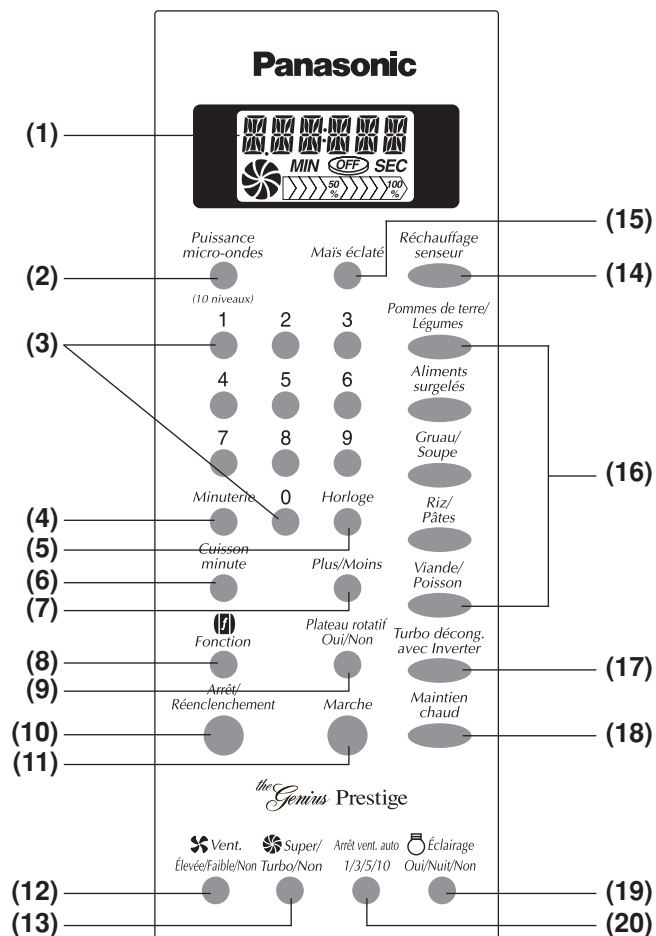 Panasonic
(1)
MIN OFF SEC
50 % 100 %
(15)
Puissance
micro-ondes
Maïs éclaté
Réchauffage
senseur
(2)
(14)
(10 niveaux)
Pommes de terre/
Légumes
(3)
1 2 3
Aliments
surgelés
4 5 6
Gruau/
Soupe
7 8 9
(16)
Minuterie
0
Horloge
Riz/
Pâtes
(4)
(5)
Cuisson
minute
Plus/Moins
Viande/
Poisson
(6)
(7)
f
Fonction
Plateau rotatif
Oui/Non
Turbo décong.
avec Inverter
(8)
(17)
(9)
Arrêt/
Réenclenchement
Marche
Maintien
chaud
(10)
(18)
(11)
the Genius Prestige
Vent.
Élevée/Faible/Non
Super/
Turbo/Non
Arrêt vent. auto
1/3/5/10
Éclairage
Oui/Nuit/Non
(12)
(19)
(13)
(20)